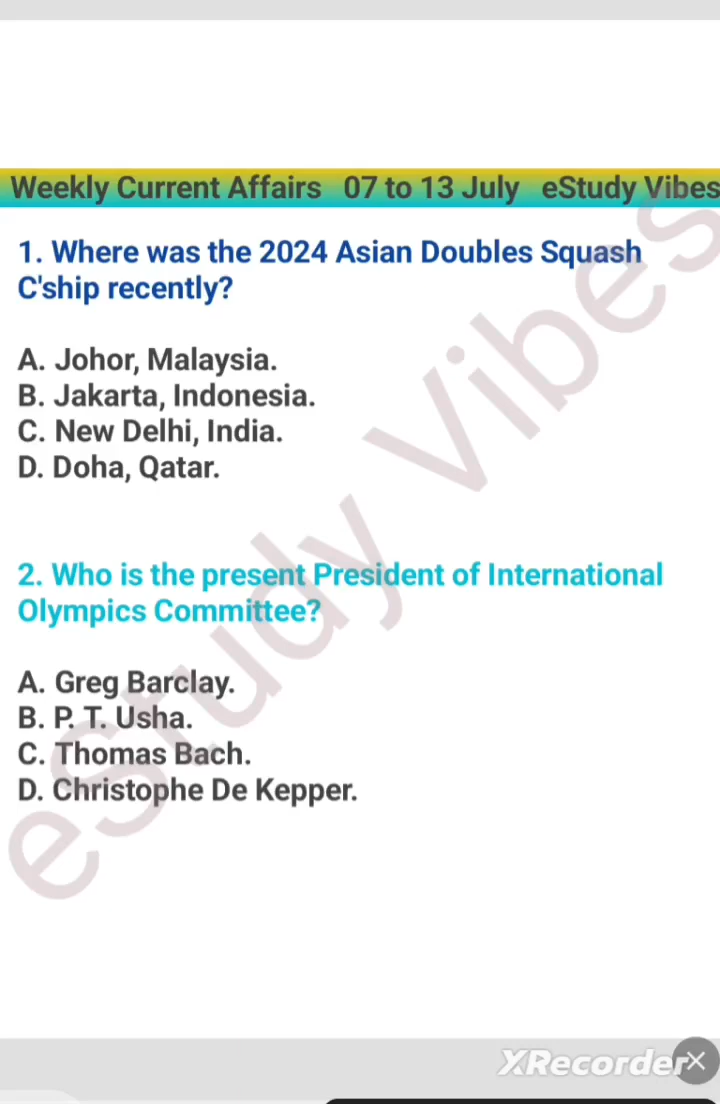 Weekly Current Affairs 07 to 13 July eStudy Vibes
1. Where was the 2024 Asian Doubles Squash
C'ship recently?
A. Johor, Malaysia.
B. Jakarta, Indonesia.
C. New Delhi, India.
D. Doha, Qatar.
2. Who is the present President of International
Olympics Committee?
A. Greg Barclay.
B. P. T. Usha.
C. Thomas Bach.
D. Christophe De Kepper.
eStudy Vibes
XRecorder